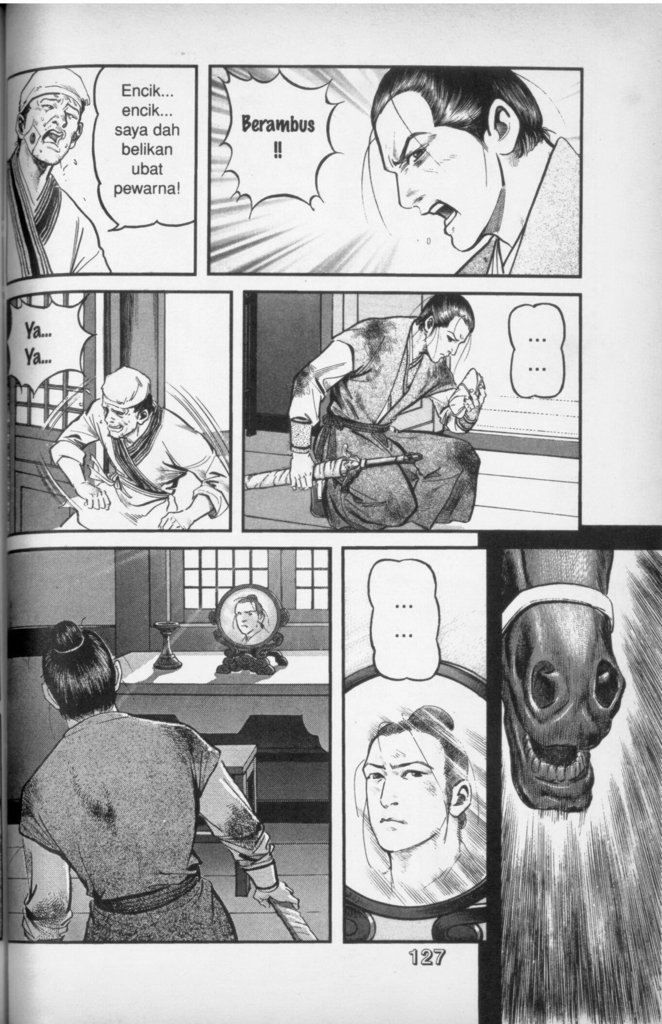 Encik...
encik...
saya dah
belikan
ubat
pewarna!
Berambus
!!
Ya...
Ya...
...
...
...
...
127